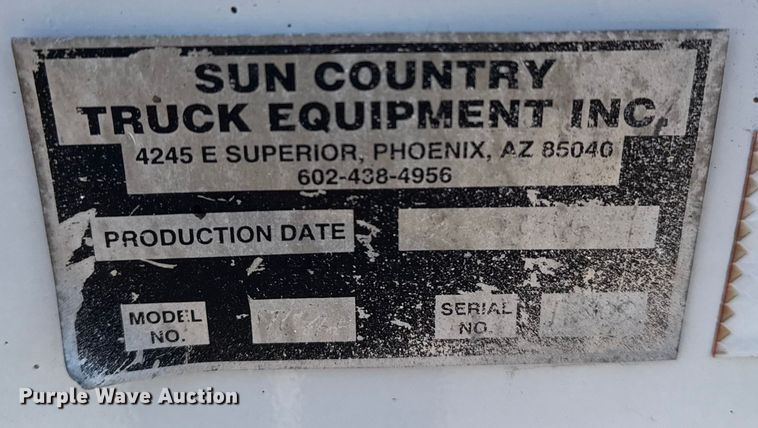 SUN COUNTRY
TRUCK EQUIPMENT INC.
4245 E SUPERIOR, PHOENIX, AZ 85040
602-438-4956
PRODUCTION DATE
MODEL NO.
SERIAL NO.
Purple Wave Auction